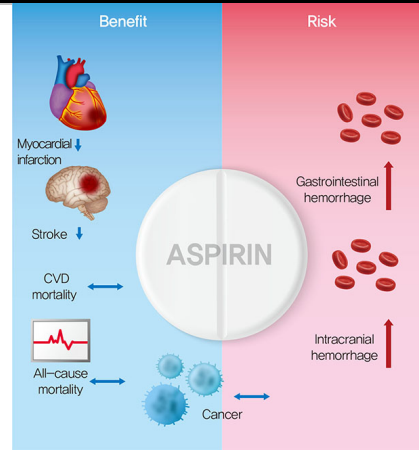 Benefit
Risk
Myocardial
infarction
Stroke
CVD
mortality
All-cause
mortality
ASPIRIN
Gastrointestinal
hemorrhage
Intracranial
hemorrhage
Cancer